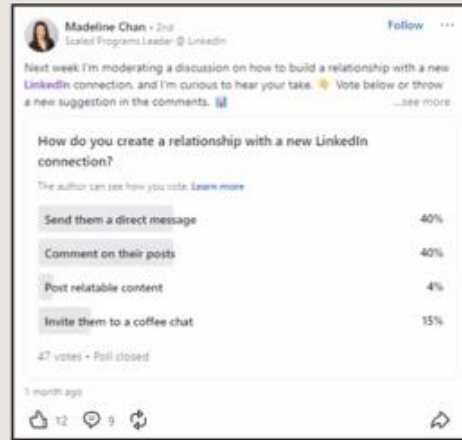 Madeline Chan • 2nd
Scaled Programs Leader @ LinkedIn
Follow ...
Next week I'm moderating a discussion on how to build a relationship with a new
LinkedIn connection, and I'm curious to hear your take. 👇 Vote below or throw
a new suggestion in the comments. 📊 ...see more
How do you create a relationship with a new LinkedIn
connection?
The author can see how you vote. Learn more
Send them a direct message 40%
Comment on their posts 40%
Post relatable content 4%
Invite them to a coffee chat 15%
47 votes • Poll closed
1 month ago
12 9